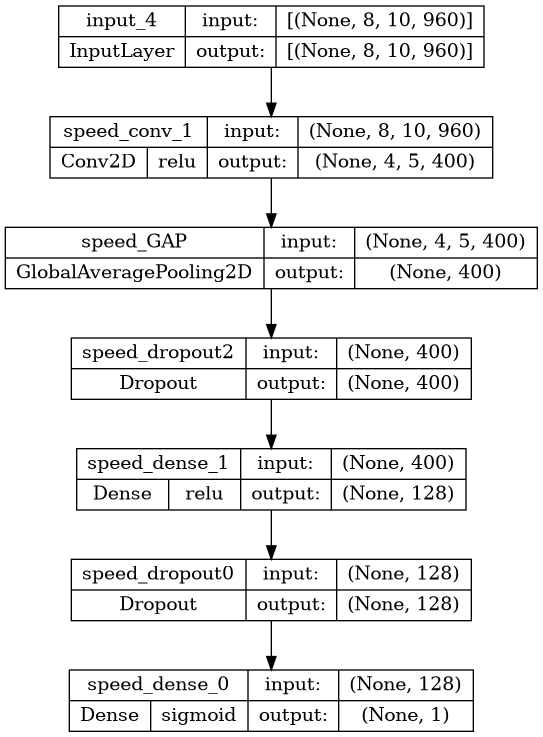 input_4 input: [(None, 8, 10, 960)]
InputLayer output: [(None, 8, 10, 960)]
speed_conv_1 input: (None, 8, 10, 960)
Conv2D relu output: (None, 4, 5, 400)
speed_GAP input: (None, 4, 5, 400)
GlobalAveragePooling2D output: (None, 400)
speed_dropout2 input: (None, 400)
Dropout output: (None, 400)
speed_dense_1 input: (None, 400)
Dense relu output: (None, 128)
speed_dropout0 input: (None, 128)
Dropout output: (None, 128)
speed_dense_0 input: (None, 128)
Dense sigmoid output: (None, 1)